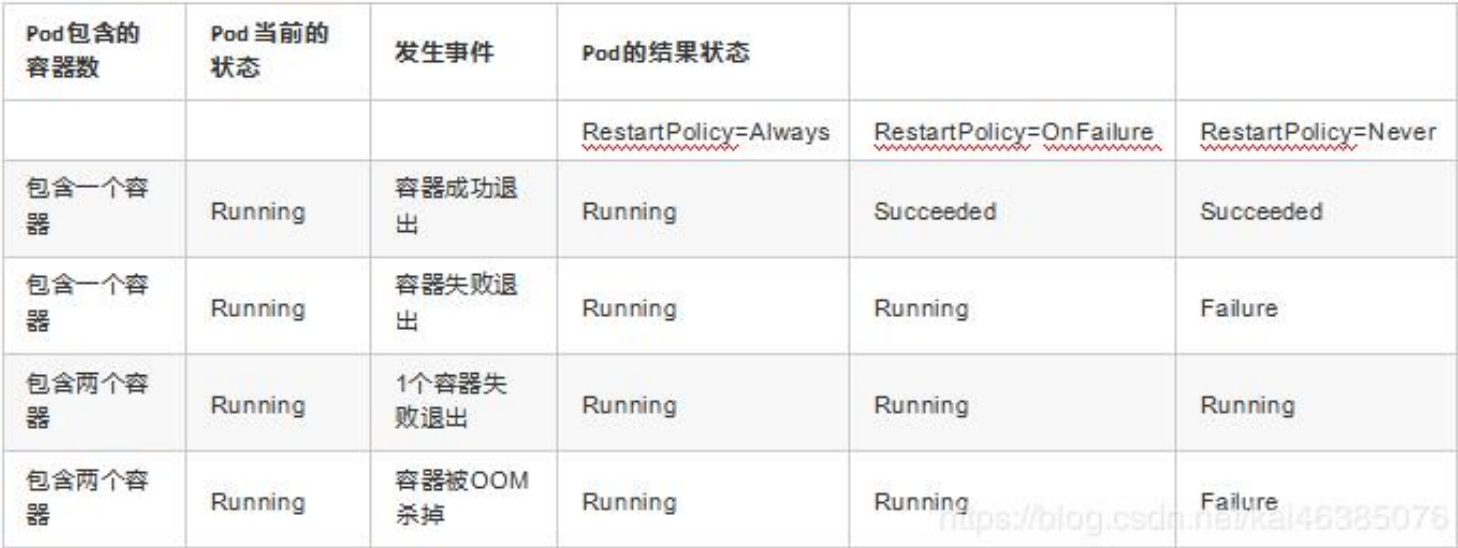 Pod包含的
容器数
Pod 当前的
状态
发生事件
Pod的结果状态
RestartPolicy=Always
RestartPolicy=OnFailure
RestartPolicy=Never
包含一个容
器
Running
容器成功退
出
Running
Succeeded
Succeeded
包含一个容
器
Running
容器失败退
出
Running
Running
Failure
包含两个容
器
Running
1个容器失
败退出
Running
Running
Running
包含两个容
器
Running
容器被OOM
杀掉
Running
Running
Failure
https://blog.csdn.net/kai46385076